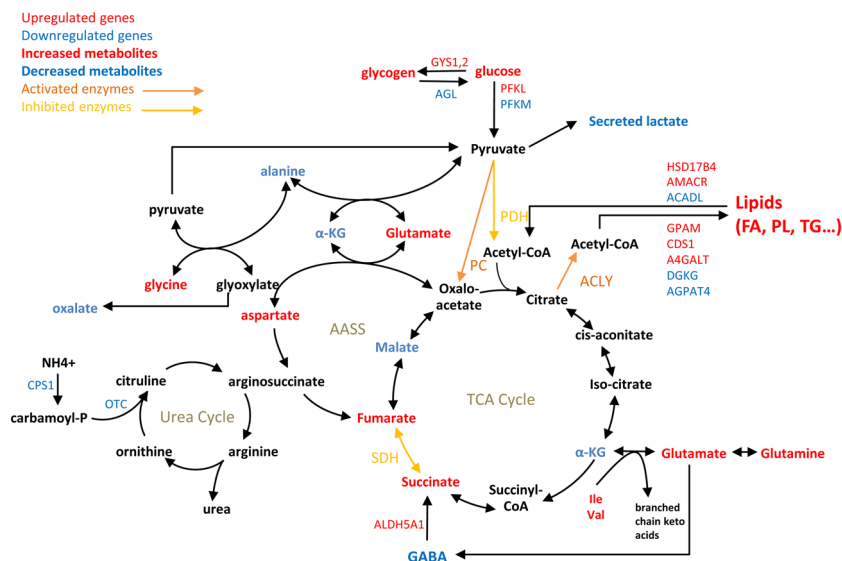 Upregulated genes
Downregulated genes
Increased metabolites
Decreased metabolites
Activated enzymes
Inhibited enzymes
glycogen
GYS1,2
glucose
AGL
PFKL
PFKM
Secreted lactate
Pyruvate
alanine
pyruvate
α-KG
Glutamate
PDH
HSD17B4
AMACR
ACADL
Lipids
(FA, PL, TG...)
Acetyl-CoA
Acetyl-CoA
GPAM
CDS1
A4GALT
DGKG
AGPAT4
PC
ACLY
glycine
glyoxylate
Oxalo-
acetate
Citrate
oxalate
aspartate
AASS
cis-aconitate
Malate
NH4+
CPS1
citruline
arginosuccinate
Iso-citrate
OTC
carbamoyl-P
Urea Cycle
Fumarate
TCA Cycle
ornithine
arginine
SDH
α-KG
Glutamate
Glutamine
Succinate
Succinyl-
CoA
Ile
Val
branched
chain keto
acids
urea
ALDH5A1
GABA